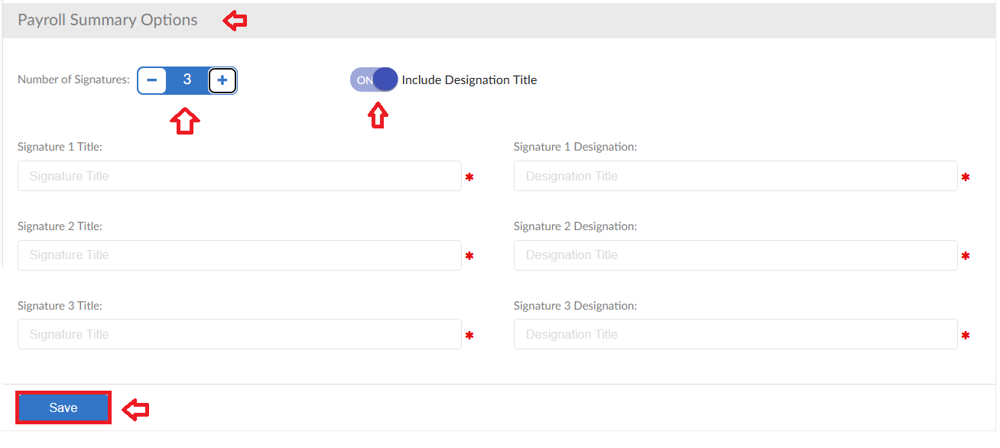 Payroll Summary Options
Number of Signatures: − 3 + ON Include Designation Title
Signature 1 Title: Signature 1 Designation:
Signature Title * Designation Title *
Signature 2 Title: Signature 2 Designation:
Signature Title * Designation Title *
Signature 3 Title: Signature 3 Designation:
Signature Title * Designation Title *
Save